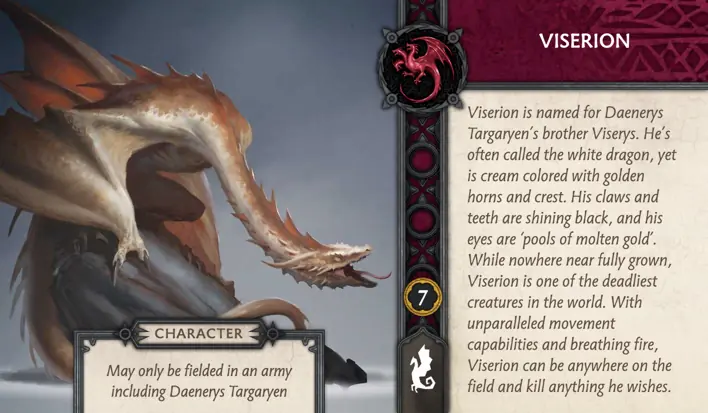 VISERION
Viserion is named for Daenerys
Targaryen's brother Viserys. He's
often called the white dragon, yet
is cream colored with golden
horns and crest. His claws and
teeth are shining black, and his
eyes are 'pools of molten gold'.
While nowhere near fully grown,
Viserion is one of the deadliest
creatures in the world. With
unparalleled movement
capabilities and breathing fire,
Viserion can be anywhere on the
field and kill anything he wishes.
7
CHARACTER
May only be fielded in an army
including Daenerys Targaryen